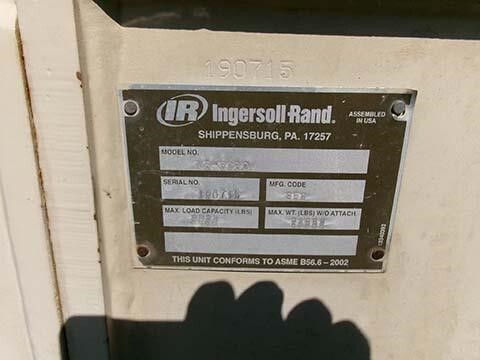 190715
IR Ingersoll-Rand®
ASSEMBLED
IN USA
SHIPPENSBURG, PA. 17257
MODEL NO.
SERIAL NO. MFG. CODE
190715
MAX. LOAD CAPACITY (LBS) MAX. WT. (LBS) W/O ATTACH.
THIS UNIT CONFORMS TO ASME B56.6 – 2002